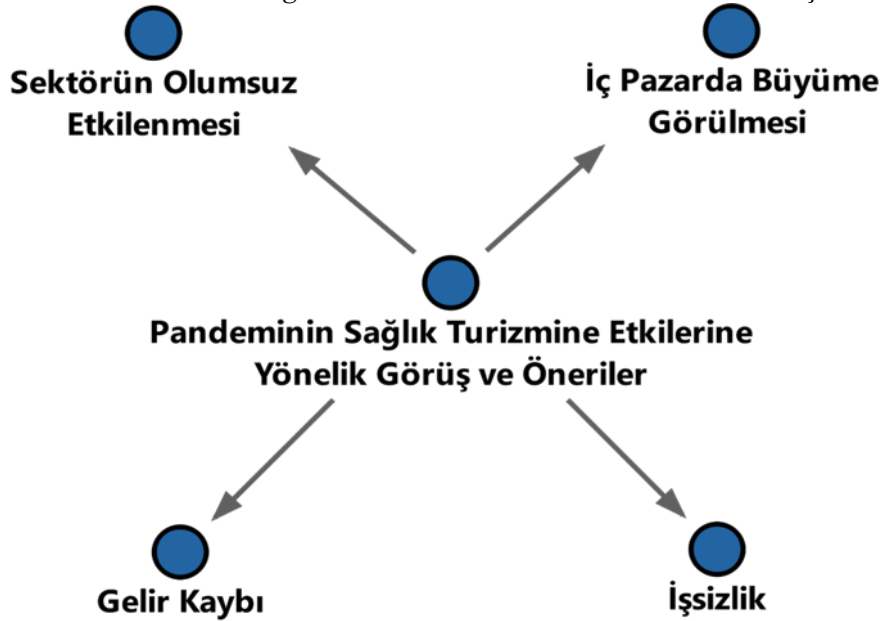 Sektörün Olumsuz
Etkilenmesi
İç Pazarda Büyüme
Görülmesi
Pandeminin Sağlık Turizmine Etkilerine
Yönelik Görüş ve Öneriler
Gelir Kaybı
İşsizlik